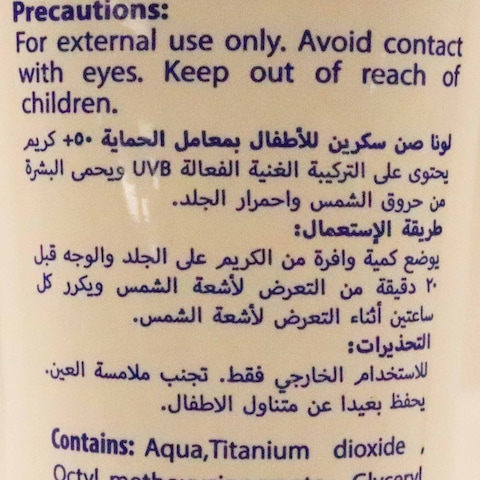 Precautions:
For external use only. Avoid contact
with eyes. Keep out of reach of
children.
لونا صن سكرين للأطفال بمعامل الحماية ٥٠+ كريم
يحتوى على التركيبة الغنية الفعالة UVB ويحمى البشرة
من حروق الشمس واحمرار الجلد.
طريقة الإستعمال:
يوضع كمية وافرة من الكريم على الجلد والوجه قبل
٢٠ دقيقة من التعرض لأشعة الشمس ويكرر كل
ساعتين أثناء التعرض لأشعة الشمس.
التحذيرات:
للاستخدام الخارجي فقط. تجنب ملامسة العين.
يحفظ بعيدا عن متناول الاطفال.
Contains: Aqua,Titanium dioxide ,
Octyl